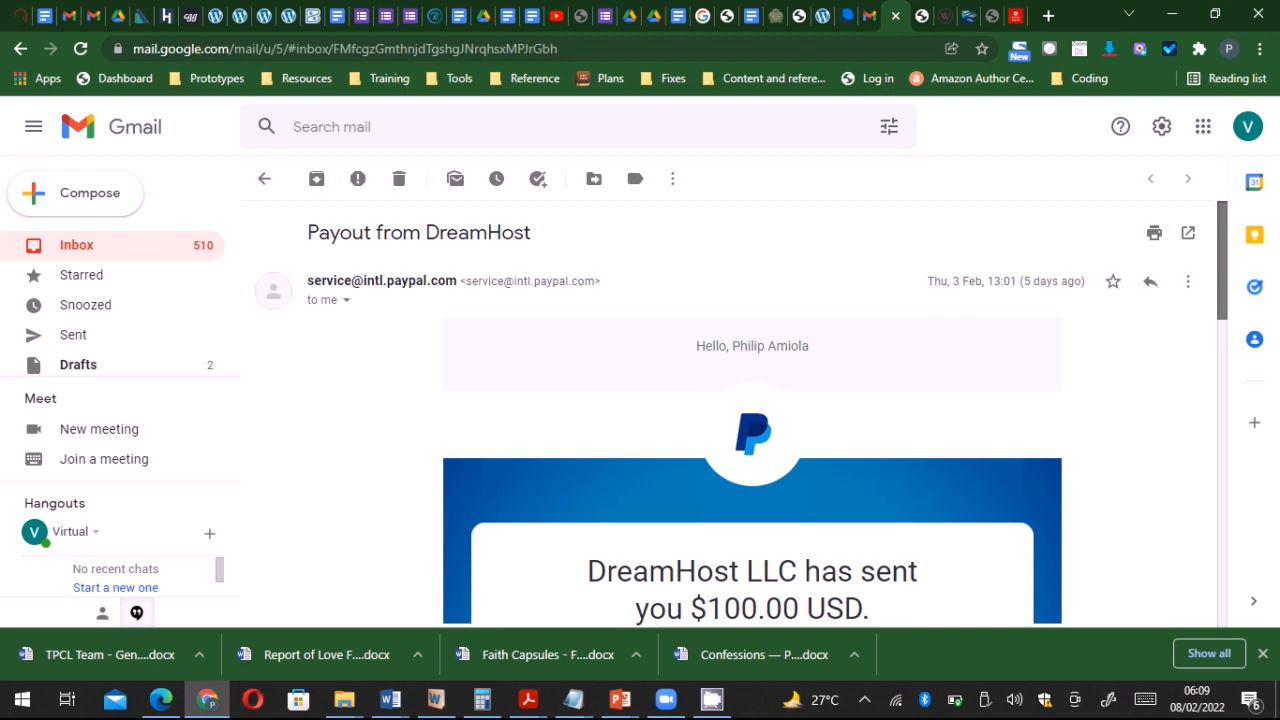 mail.google.com/mail/u/5/#inbox/FMfcgzGmthnjdTgshgJNrqhsxMPJrGbh
New
P
Apps
Dashboard
Prototypes
Resources
Training
Tools
Reference
Plans
Fixes
Content and refere...
Log in
Amazon Author Ce...
Coding
Reading list
Gmail
Search mail
V
Compose
Inbox 510
Starred
Snoozed
Sent
Drafts 2
Meet
New meeting
Join a meeting
Hangouts
V Virtual
No recent chats
Start a new one
Payout from DreamHost
service@intl.paypal.com <service@intl.paypal.com>
Thu, 3 Feb, 13:01 (5 days ago)
to me
Hello, Philip Amiola
DreamHost LLC has sent
you $100.00 USD.
TPCL Team - Gen....docx
Report of Love F....docx
Faith Capsules - F....docx
Confessions — P....docx
Show all
27°C
06:09
08/02/2022
6